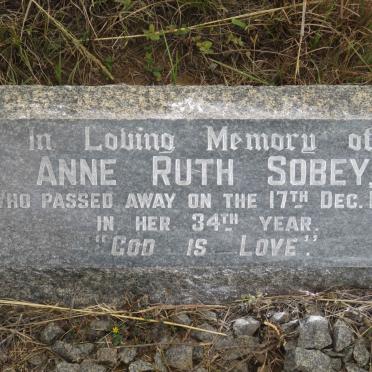 In Loving Memory of
ANNE RUTH SOBEY,
WHO PASSED AWAY ON THE 17TH DEC.
IN HER 34TH YEAR.
"GOD IS LOVE".